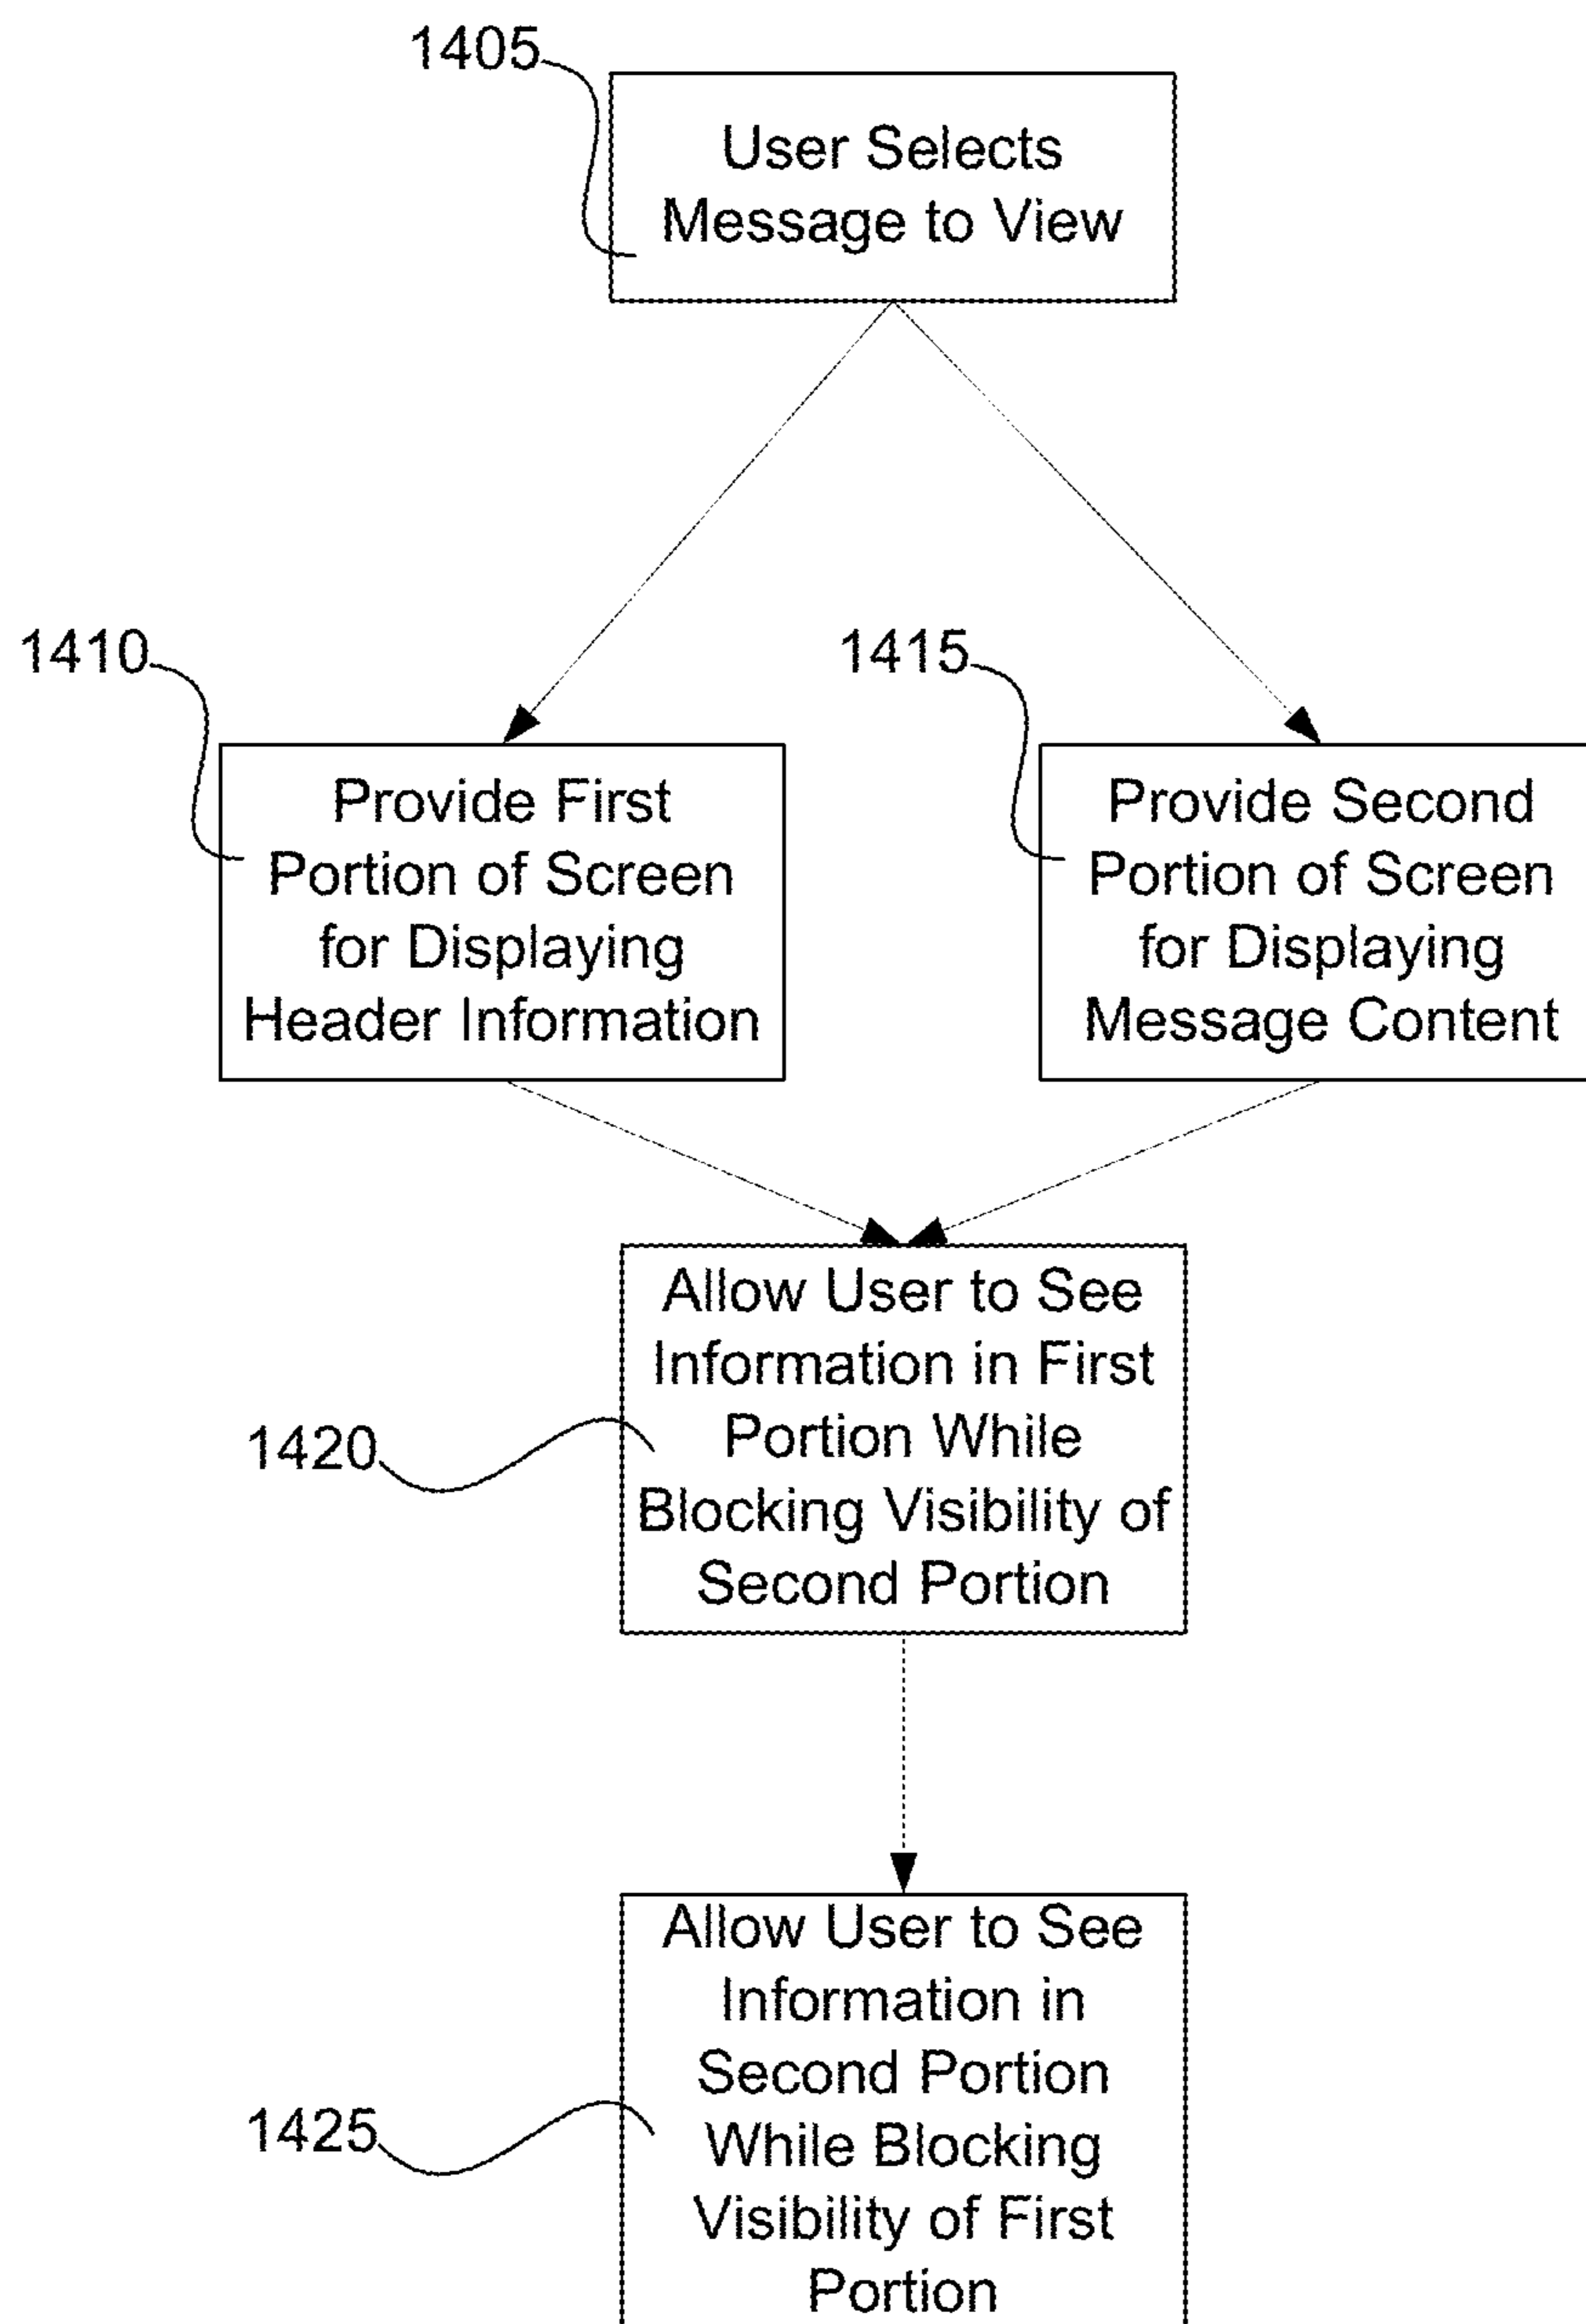 1405
User Selects
Message to View
1410
Provide First
Portion of Screen
for Displaying
Header Information
1415
Provide Second
Portion of Screen
for Displaying
Message Content
1420
Allow User to See
Information in First
Portion While
Blocking Visibility of
Second Portion
1425
Allow User to See
Information in
Second Portion
While Blocking
Visibility of First
Portion